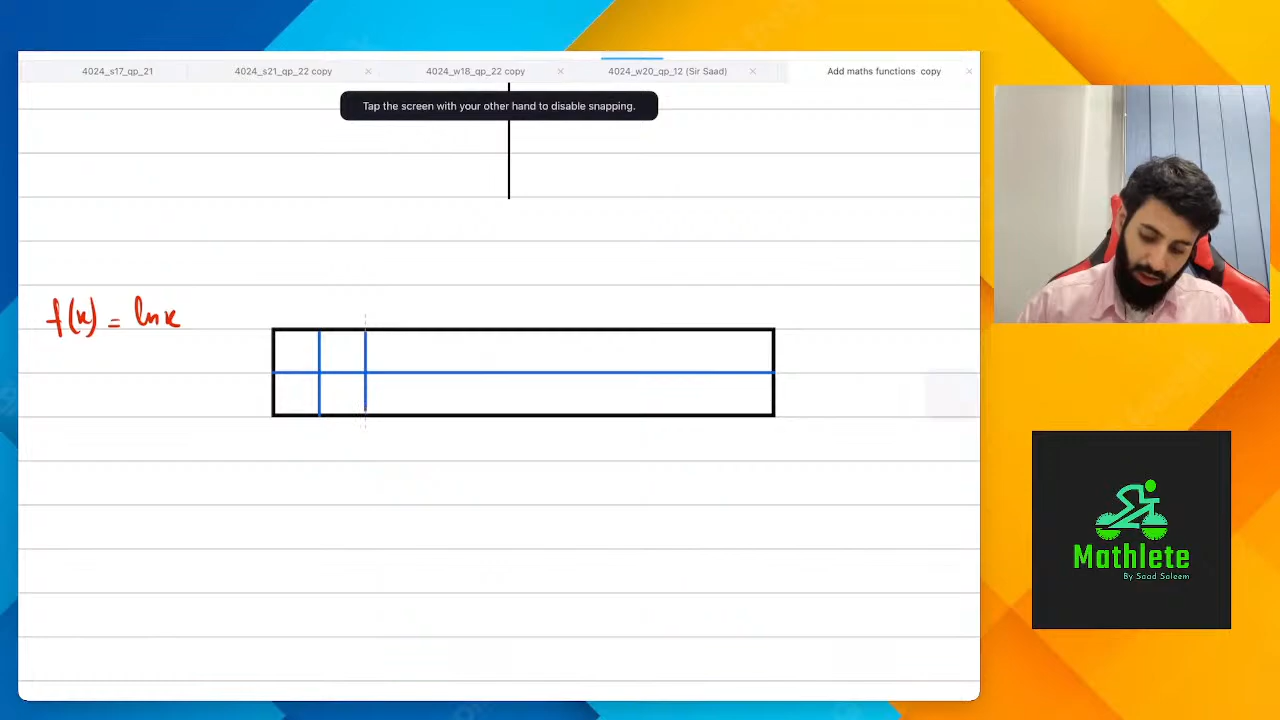 4024_s17_qp_21
4024_s21_qp_22 copy
4024_w18_qp_22 copy
4024_w20_qp_12 (Sir Saad)
Add maths functions copy
Tap the screen with your other hand to disable snapping.
f(x) = ln x
Mathlete
By Saad Saleem